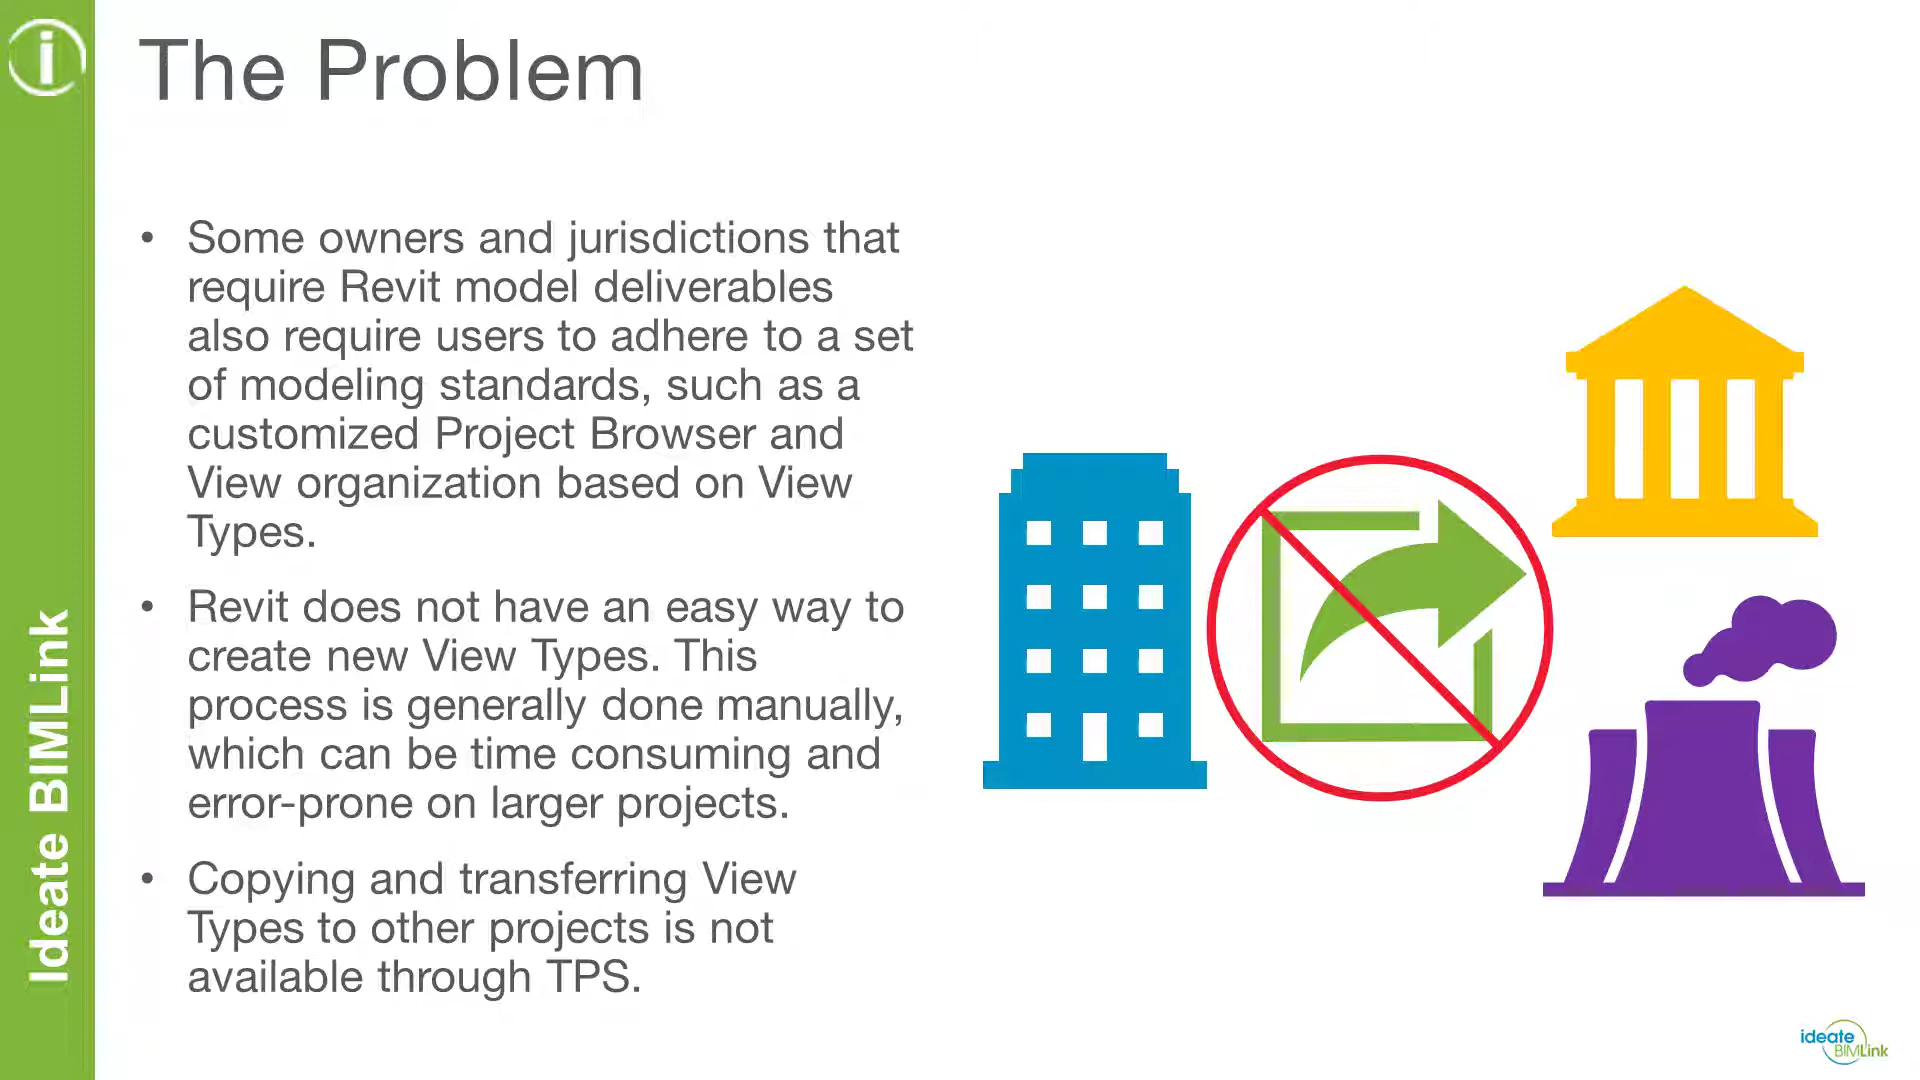 The Problem
• Some owners and jurisdictions that
require Revit model deliverables
also require users to adhere to a set
of modeling standards, such as a
customized Project Browser and
View organization based on View
Types.
• Revit does not have an easy way to
create new View Types. This
process is generally done manually,
which can be time consuming and
error-prone on larger projects.
• Copying and transferring View
Types to other projects is not
available through TPS.
Ideate BIMLink
i
ideate
BIMLink